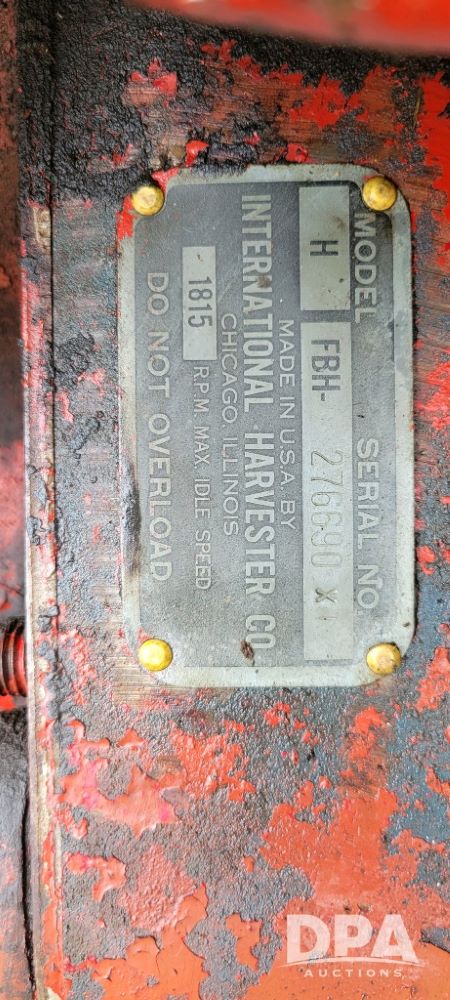 MODEL SERIAL NO.
H FBH- 276690 X1
MADE IN U.S.A. BY
INTERNATIONAL HARVESTER CO.
CHICAGO, ILLINOIS
1815 R.P.M. MAX. IDLE SPEED
DO NOT OVERLOAD
DPA
AUCTIONS